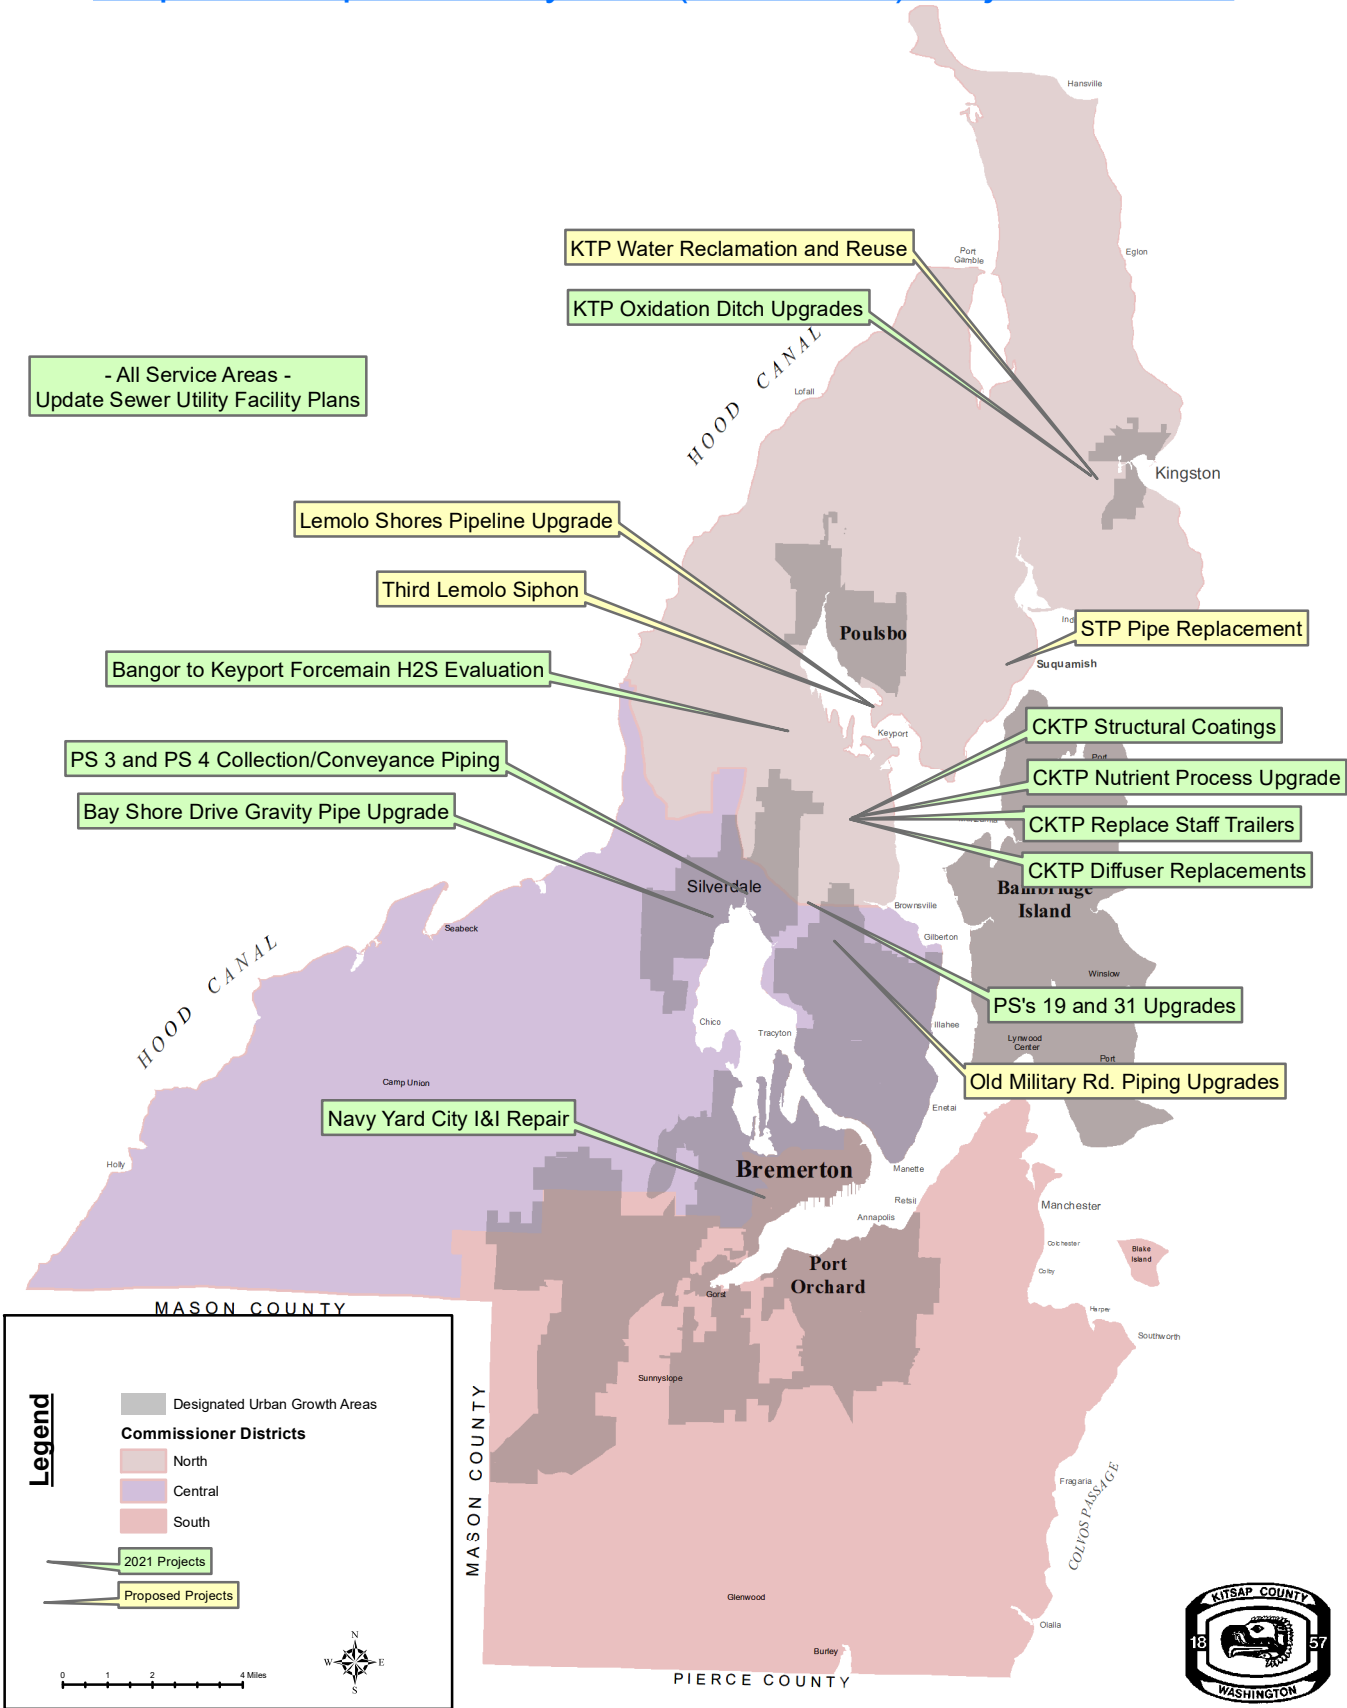 Hansville
KTP Water Reclamation and Reuse
Port
Gamble
Eglon
KTP Oxidation Ditch Upgrades
HOOD CANAL
- All Service Areas -
Update Sewer Utility Facility Plans
Lofall
Kingston
Lemolo Shores Pipeline Upgrade
Third Lemolo Siphon
Poulsbo
Ind
STP Pipe Replacement
Suquamish
Bangor to Keyport Forcemain H2S Evaluation
CKTP Structural Coatings
Keyport
Port
PS 3 and PS 4 Collection/Conveyance Piping
CKTP Nutrient Process Upgrade
Bay Shore Drive Gravity Pipe Upgrade
CKTP Replace Staff Trailers
CKTP Diffuser Replacements
Silverdale
Bainbridge
Island
Brownsville
Seabeck
Gilberton
HOOD CANAL
Winslow
PS's 19 and 31 Upgrades
Chico
Tracyton
Illahee
Lynwood
Center
Port
Camp Union
Old Military Rd. Piping Upgrades
Navy Yard City I&I Repair
Enetai
Holly
Bremerton
Manette
Retsil
Manchester
Annapolis
Colchester
Blake
Island
Port
Orchard
Colby
Gorst
MASON COUNTY
Harper
Southworth
Sunnyslope
MASON COUNTY
Legend
Designated Urban Growth Areas
Commissioner Districts
North
Central
South
2021 Projects
Proposed Projects
Fragaria
COLVOS PASSAGE
Glenwood
Olalla
Burley
PIERCE COUNTY
N
W E
S
0 1 2 4 Miles
KITSAP COUNTY
18 57
WASHINGTON